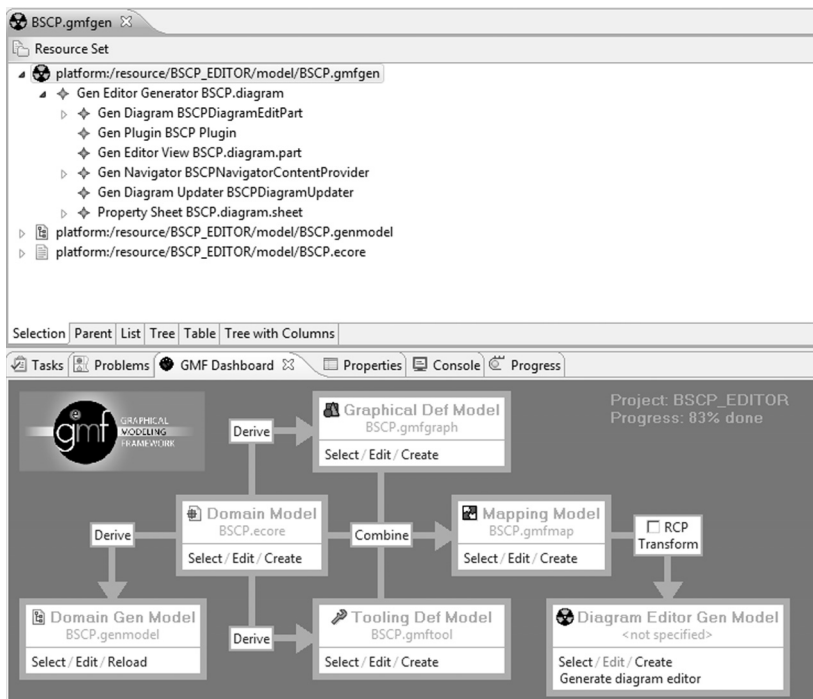 BSCP.gmfgen
Resource Set
platform:/resource/BSCP_EDITOR/model/BSCP.gmfgen
Gen Editor Generator BSCP.diagram
Gen Diagram BSCPDiagramEditPart
Gen Plugin BSCP Plugin
Gen Editor View BSCP.diagram.part
Gen Navigator BSCPNavigatorContentProvider
Gen Diagram Updater BSCPDiagramUpdater
Property Sheet BSCP.diagram.sheet
platform:/resource/BSCP_EDITOR/model/BSCP.genmodel
platform:/resource/BSCP_EDITOR/model/BSCP.ecore
Selection Parent List Tree Table Tree with Columns
Tasks Problems GMF Dashboard Properties Console Progress
gmf
GRAPHICAL
MODELING
FRAMEWORK
Project: BSCP_EDITOR
Progress: 83% done
Derive
Graphical Def Model
BSCP.gmfgraph
Select / Edit / Create
Derive
Domain Model
BSCP.ecore
Select / Edit / Create
Combine
Mapping Model
BSCP.gmfmap
Select / Edit / Create
RCP
Transform
Domain Gen Model
BSCP.genmodel
Select / Edit / Reload
Derive
Tooling Def Model
BSCP.gmftool
Select / Edit / Create
Diagram Editor Gen Model
<not specified>
Select / Edit / Create
Generate diagram editor